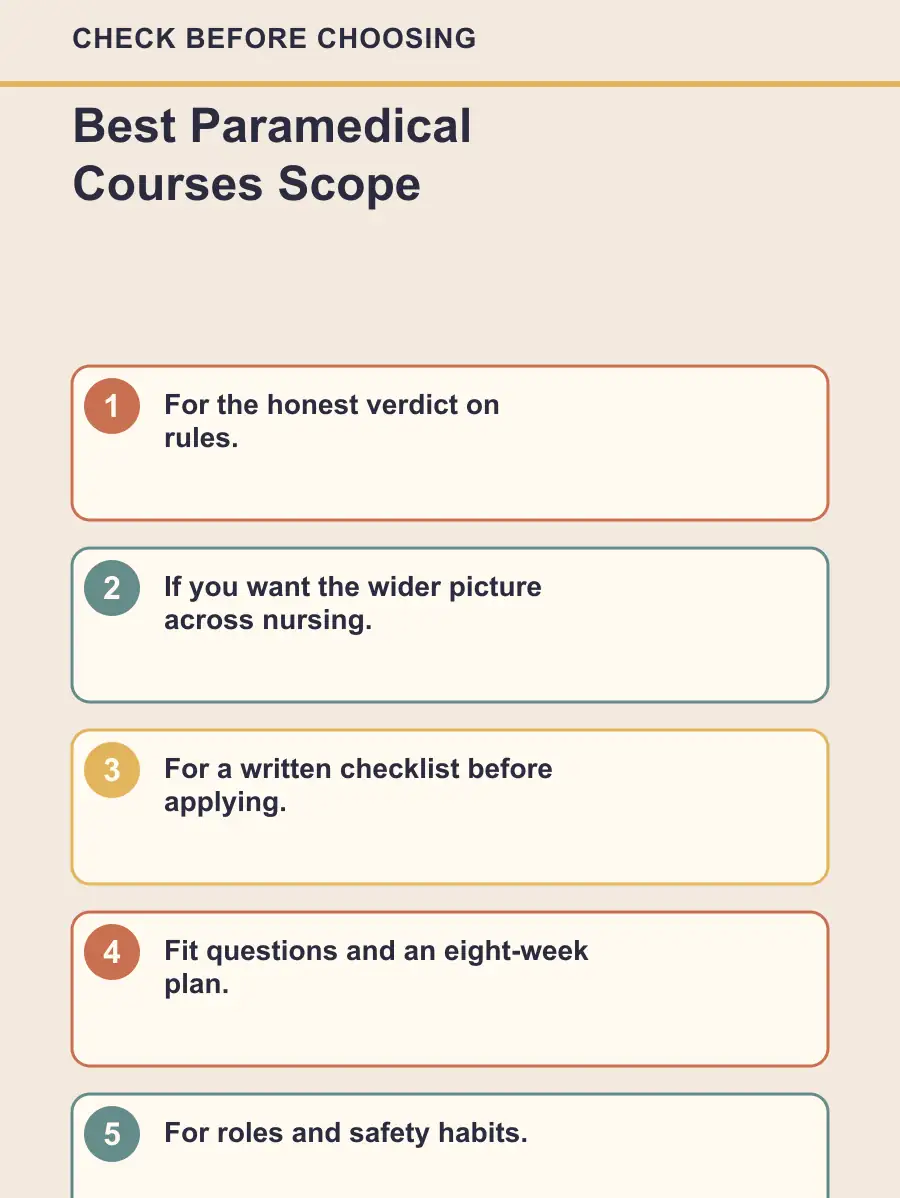 CHECK BEFORE CHOOSING
Best Paramedical
Courses Scope
1
For the honest verdict on
rules.
2
If you want the wider picture
across nursing.
3
For a written checklist before
applying.
4
Fit questions and an eight-week
plan.
5
For roles and safety habits.